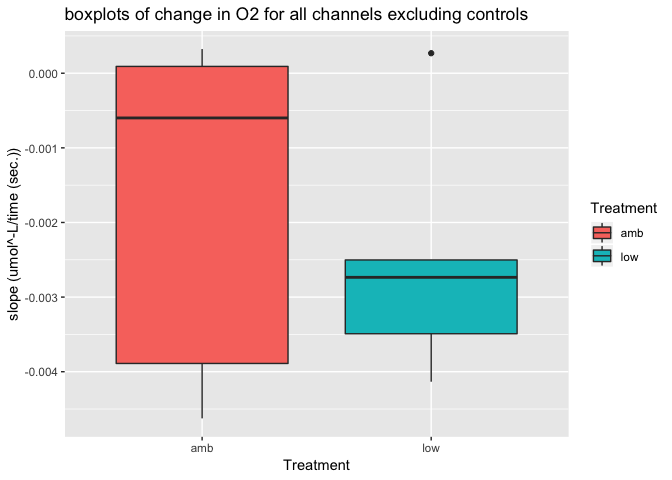 boxplots of change in O2 for all channels excluding controls
slope (umol^-L/time (sec.))
0.000
-0.001
-0.002
-0.003
-0.004
amb
low
Treatment
Treatment
amb
low